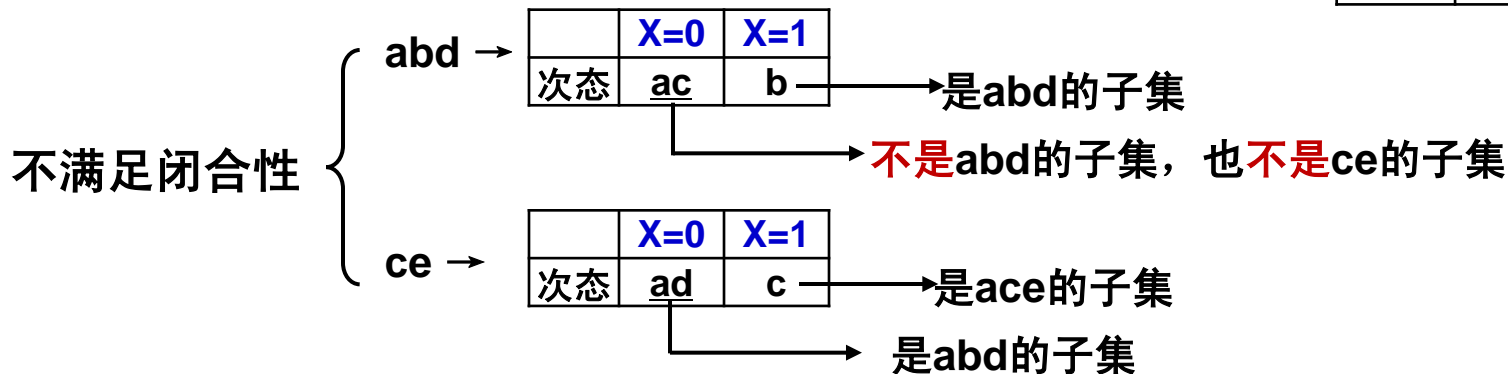 X=0 X=1
abd →
次态 ac b
是abd的子集
不满足闭合性
不是abd的子集，也不是ce的子集
X=0 X=1
ce →
次态 ad c
是ace的子集
是abd的子集